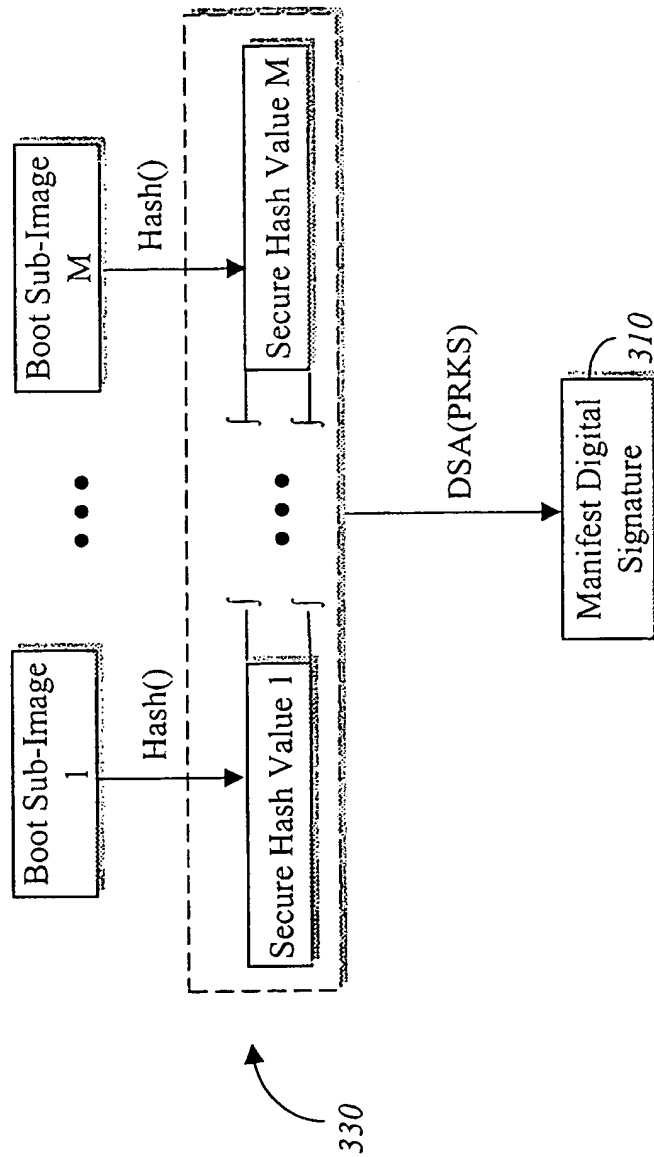 Boot Sub-Image
1
Boot Sub-Image
M
Hash()
Hash()
Secure Hash Value 1
Secure Hash Value M
330
DSA(PRKS)
Manifest Digital
Signature
310